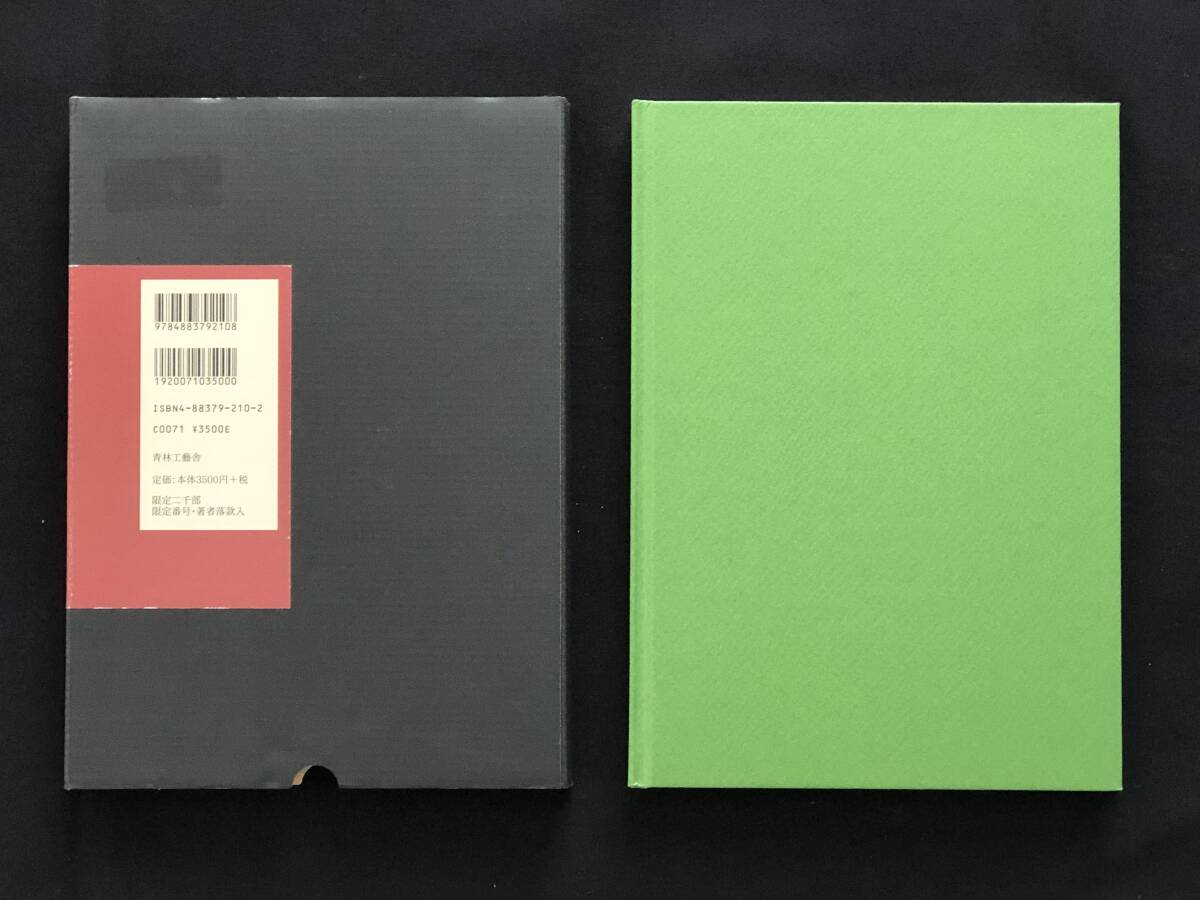 9784883792108
1920071035000
ISBN4-88379-210-2
C0071 ¥3500E
青林工藝舎
定価:本体3500円+税
限定二千部
限定番号・著者落款入